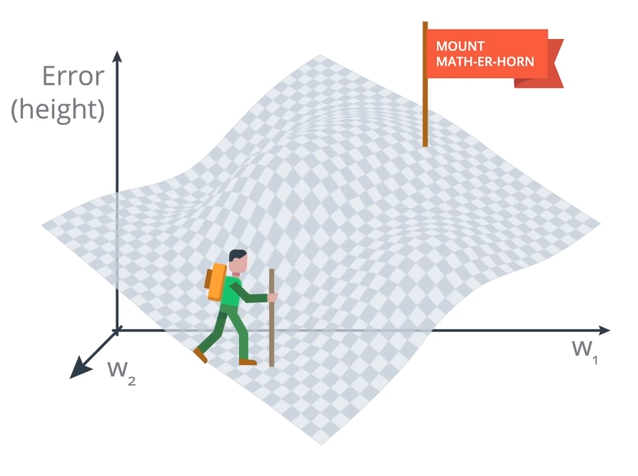 MOUNT
MATH-ER-HORN
Error
(height)
W₁
W₂